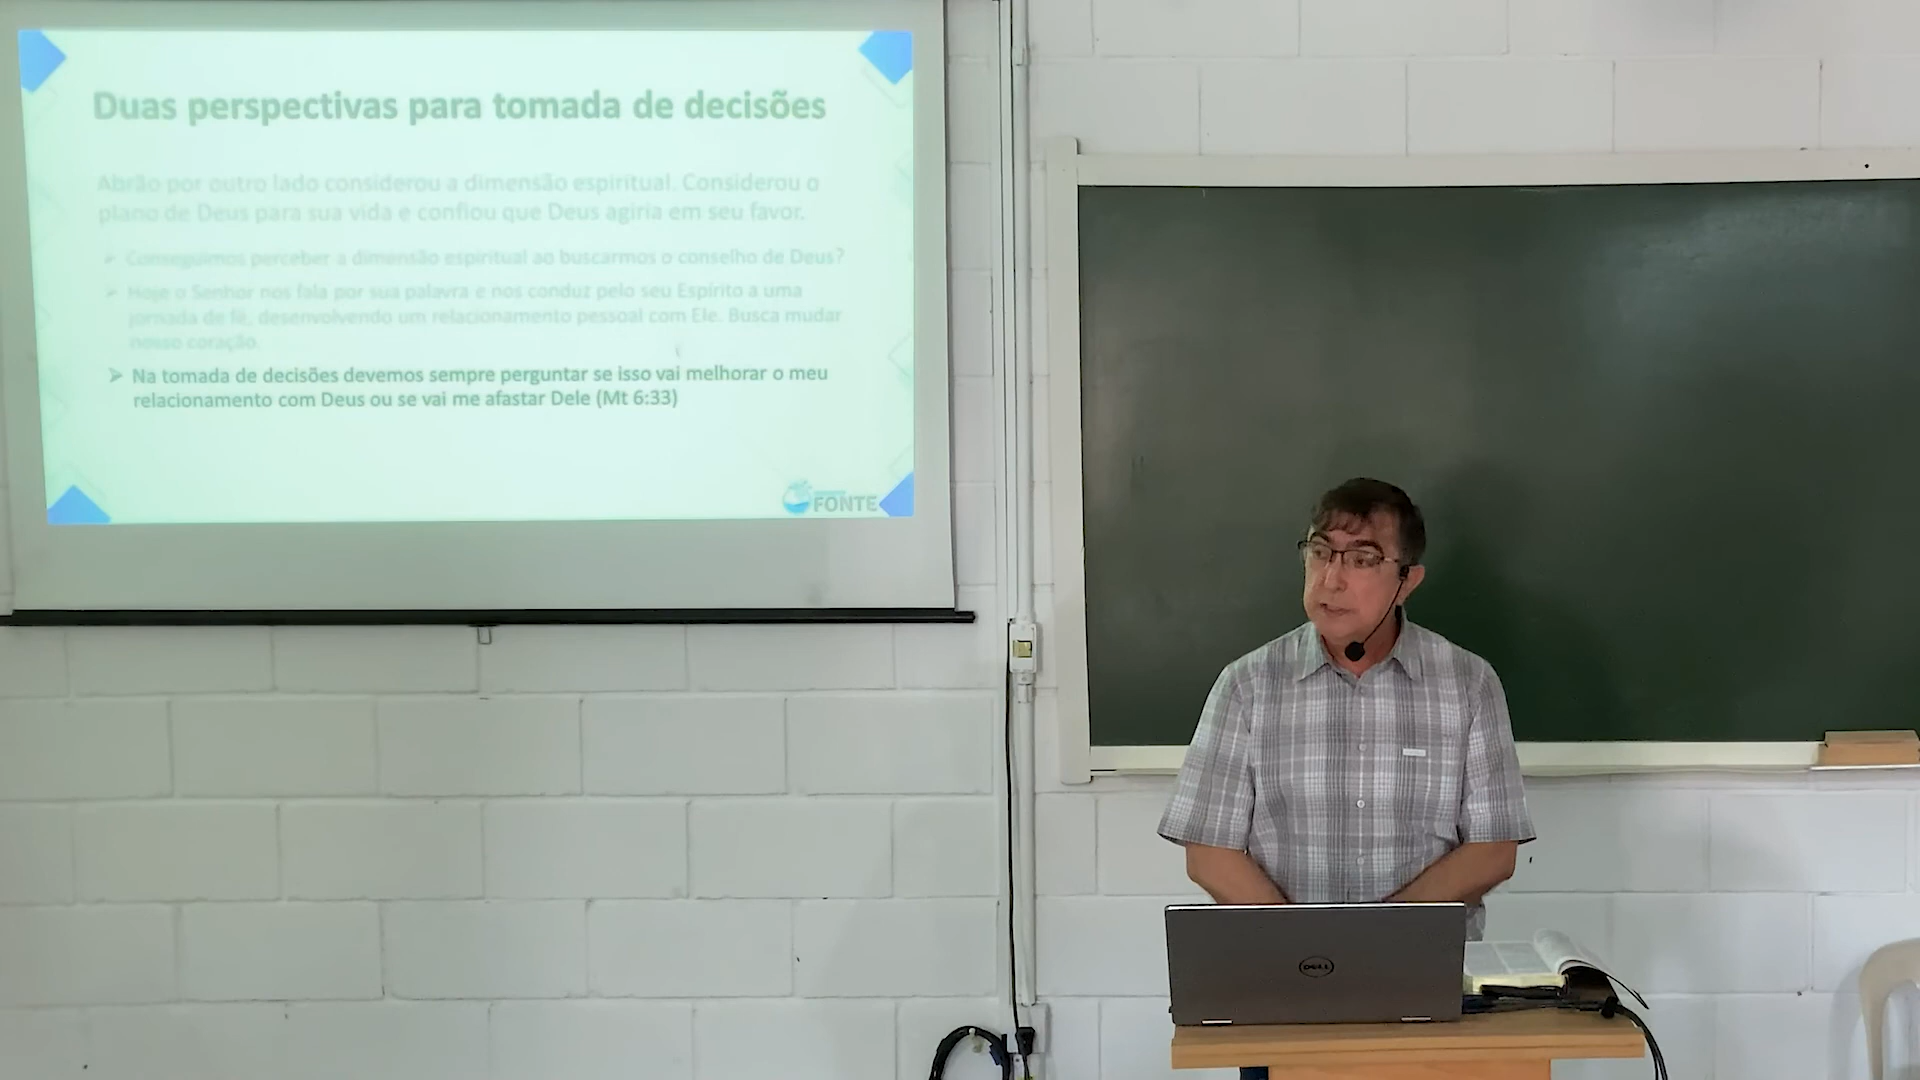 Duas perspectivas para tomada de decisões
Abrão por outro lado considerou a dimensão espiritual. Considerou o
plano de Deus para sua vida e confiou que Deus agiria em seu favor.
➢ Conseguimos perceber a dimensão espiritual ao buscarmos o conselho de Deus?
➢ Hoje o Senhor nos fala por sua palavra e nos conduz pelo seu Espírito a uma
jornada de fé, desenvolvendo um relacionamento pessoal com Ele. Busca mudar
nosso coração.
➢ Na tomada de decisões devemos sempre perguntar se isso vai melhorar o meu
relacionamento com Deus ou se vai me afastar Dele (Mt 6:33)
FONTE
DELL